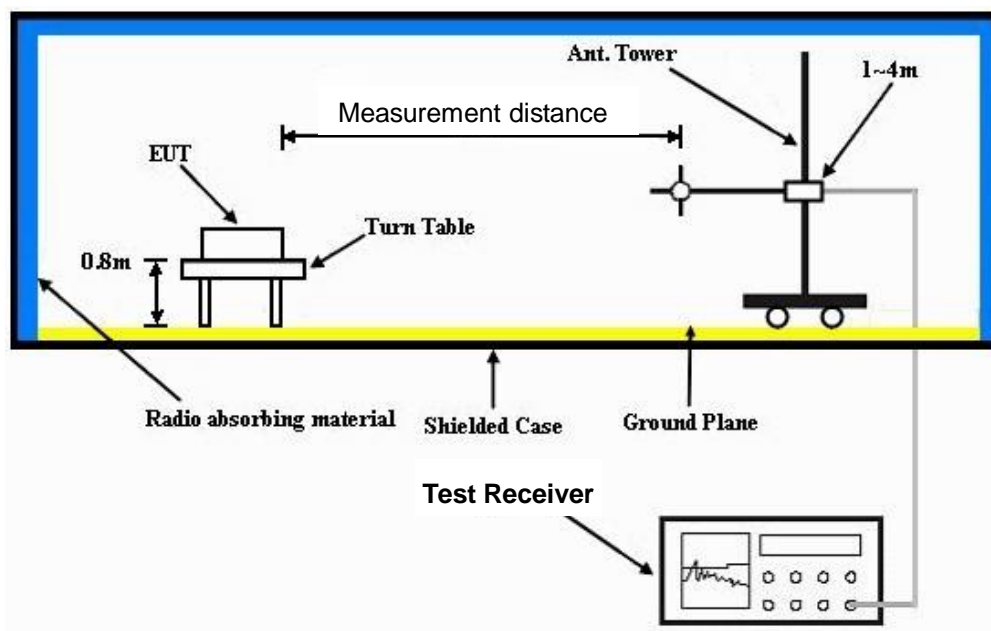 Ant. Tower
1~4m
Measurement distance
EUT
Turn Table
0.8m
Radio absorbing material
Shielded Case
Ground Plane
Test Receiver